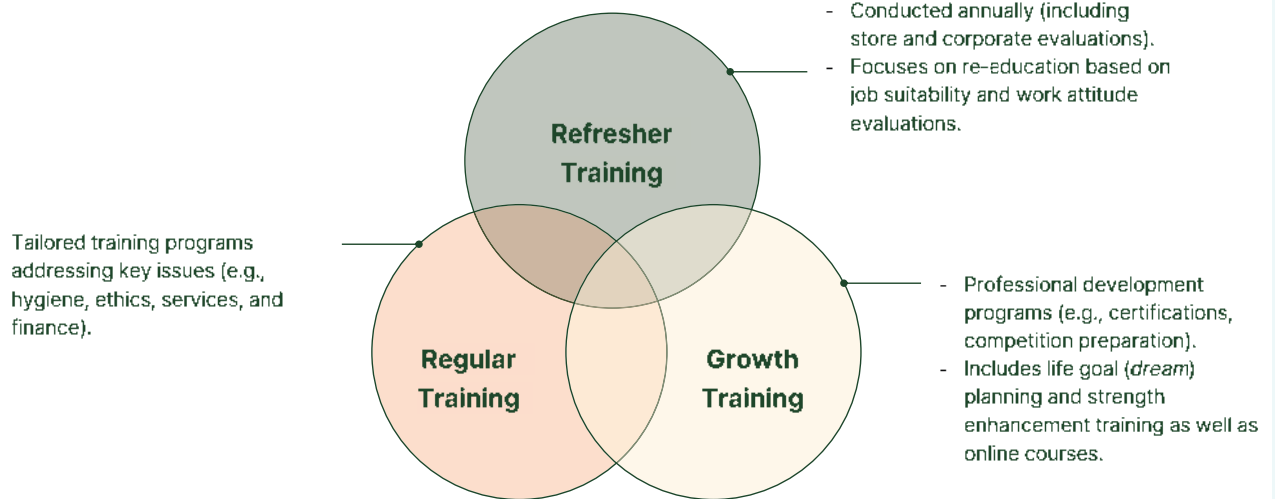 - Conducted annually (including
store and corporate evaluations).
- Focuses on re-education based on
job suitability and work attitude
evaluations.
Refresher
Training
Tailored training programs
addressing key issues (e.g.,
hygiene, ethics, services, and
finance).
Regular
Training
Growth
Training
- Professional development
programs (e.g., certifications,
competition preparation).
- Includes life goal (dream)
planning and strength
enhancement training as well as
online courses.